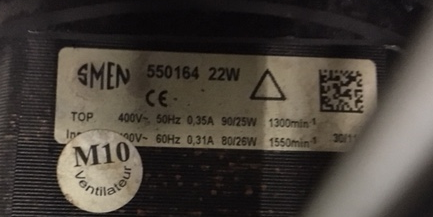 SMEN 550164 22W
CE
TOP 400V~ 50Hz 0,35A 90/25W 1300min⁻¹
60Hz 0,31A 80/26W 1550min⁻¹
M10
Ventilateur